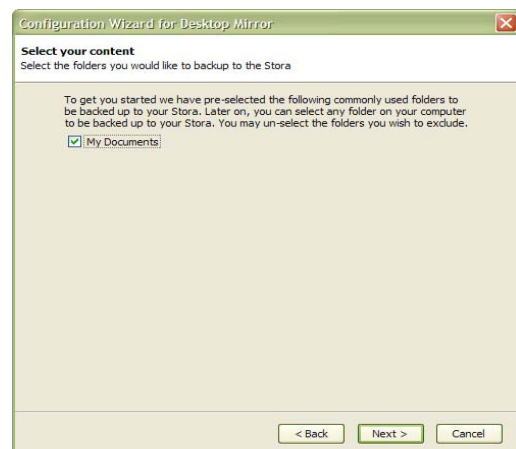 Configuration Wizard for Desktop Mirror
Select your content
Select the folders you would like to backup to the Stora
To get you started we have pre-selected the following commonly used folders to
be backed up to your Stora. Later on, you can select any folder on your computer
to be backed up to your Stora. You may un-select the folders you wish to exclude.
My Documents
< Back Next > Cancel